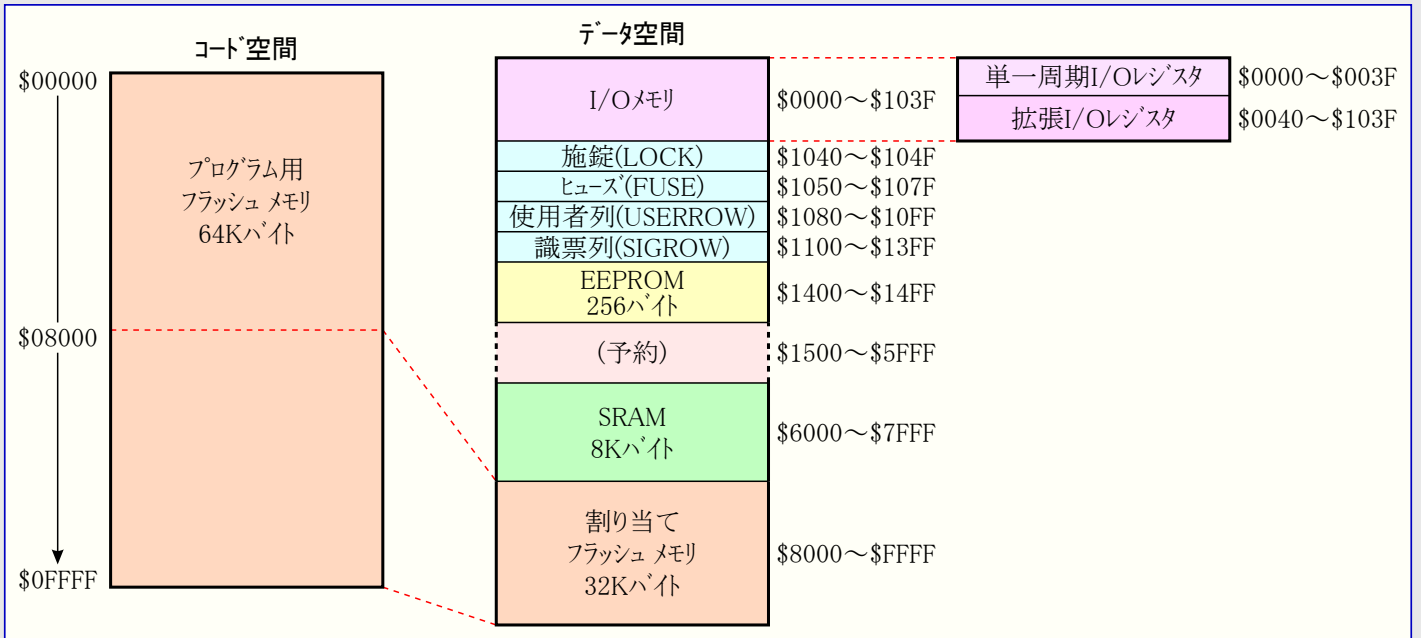 コード空間
$00000
プログラム用
フラッシュ メモリ
64Kバイト
$08000
$0FFFF
データ空間
I/Oメモリ
$0000～$103F
施錠(LOCK)
$1040～$104F
ヒューズ(FUSE)
$1050～$107F
使用者列(USERROW)
$1080～$10FF
識票列(SIGROW)
$1100～$13FF
EEPROM
256バイト
$1400～$14FF
(予約)
$1500～$5FFF
SRAM
8Kバイト
$6000～$7FFF
割り当て
フラッシュ メモリ
32Kバイト
$8000～$FFFF
単一周期I/Oレジスタ
$0000～$003F
拡張I/Oレジスタ
$0040～$103F